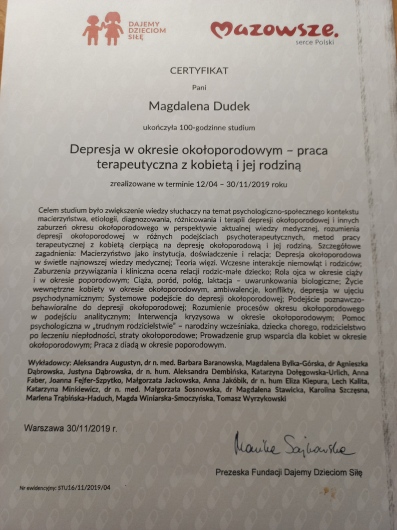 DAJEMY
DZIECIOM
SIŁĘ
Mazowsze.
serce Polski
CERTYFIKAT
Pani
Magdalena Dudek
ukończyła 100-godzinne studium
Depresja w okresie okołoporodowym – praca
terapeutyczna z kobietą i jej rodziną
zrealizowane w terminie 12/04 – 30/11/2019 roku
Celem studium było zwiększenie wiedzy słuchaczy na temat psychologiczno-społecznego kontekstu
macierzyństwa, etiologii, diagnozowania, różnicowania i terapii depresji okołoporodowej i innych
zaburzeń okresu okołoporodowego w perspektywie aktualnej wiedzy medycznej, rozumienia
depresji okołoporodowej w różnych podejściach psychoterapeutycznych, metod pracy
terapeutycznej z kobietą cierpiącą na depresję okołoporodową i jej rodziną. Szczegółowe
zagadnienia: Macierzyństwo jako instytucja, doświadczenie i relacja; Depresja okołoporodowa
w świetle najnowszej wiedzy medycznej; Teoria więzi. Wczesne interakcje niemowląt i rodziców;
Zaburzenia przywiązania i kliniczna ocena relacji rodzic-małe dziecko; Rola ojca w okresie ciąży
i w okresie okołoporodowym; Ciąża, poród, połóg, laktacja – uwarunkowania biologiczne; Życie
wewnętrzne kobiety w okresie okołoporodowym, ambiwalencje, konflikty, depresja w ujęciu
psychodynamicznym; Systemowe podejście do depresji okołoporodowej; Podejście poznawczo-
behawioralne do depresji okołoporodowej; Rozumienie procesów okresu okołoporodowego
w podejściu analitycznym; Interwencja kryzysowa w okresie okołoporodowym; Pomoc
psychologiczna w „trudnym rodzicielstwie” – narodziny wcześniaka, dziecka chorego, rodzicielstwo
po leczeniu niepłodności, straty okołoporodowe; Prowadzenie grup wsparcia dla kobiet w okresie
okołoporodowym; Praca z diadą w okresie poporodowym.
Wykładowcy: Aleksandra Augustyn, dr n. med. Barbara Baranowska, Magdalena Bylka-Górska, dr Agnieszka
Dąbrowska, Justyna Dąbrowska, dr n. hum. Aleksandra Dembińska, Katarzyna Dołęgowska-Urlich, Anna
Faber, Joanna Fejfer-Szpytko, Małgorzata Jackowska, Anna Jakóbik, dr n. hum Eliza Kiepura, Lech Kalita,
Katarzyna Minkiewicz, dr n. med. Małgorzata Sosnowska, dr Magdalena Stawicka, Karolina Szczęsna,
Marlena Trąbińska-Haduch, Magda Winiarska-Smoczyńska, Tomasz Wyrzykowski
Warszawa 30/11/2019 r.
Prezeska Fundacji Dajemy Dzieciom Siłę
Nr ewidencyjny: STU16/11/2019/04